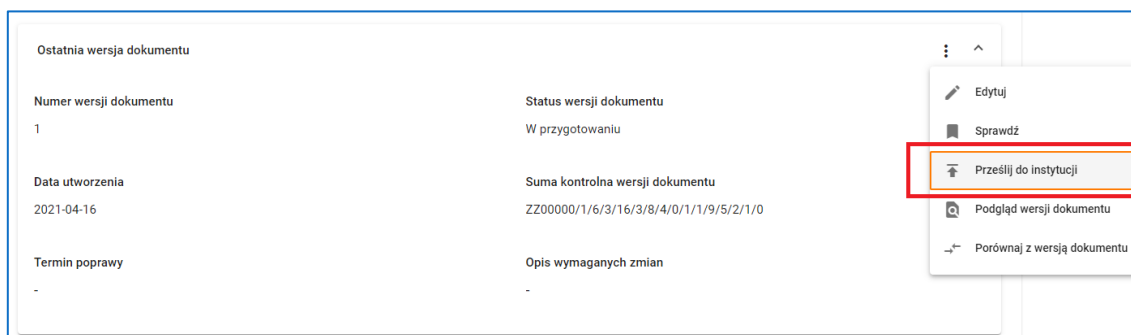 Ostatnia wersja dokumentu
Numer wersji dokumentu
1
Status wersji dokumentu
W przygotowaniu
Data utworzenia
2021-04-16
Suma kontrolna wersji dokumentu
ZZ00000/1/6/3/16/3/8/4/0/1/1/9/5/2/1/0
Termin poprawy
-
Opis wymaganych zmian
-
Edytuj
Sprawdź
Prześlij do instytucji
Podgląd wersji dokumentu
Porównaj z wersją dokumentu